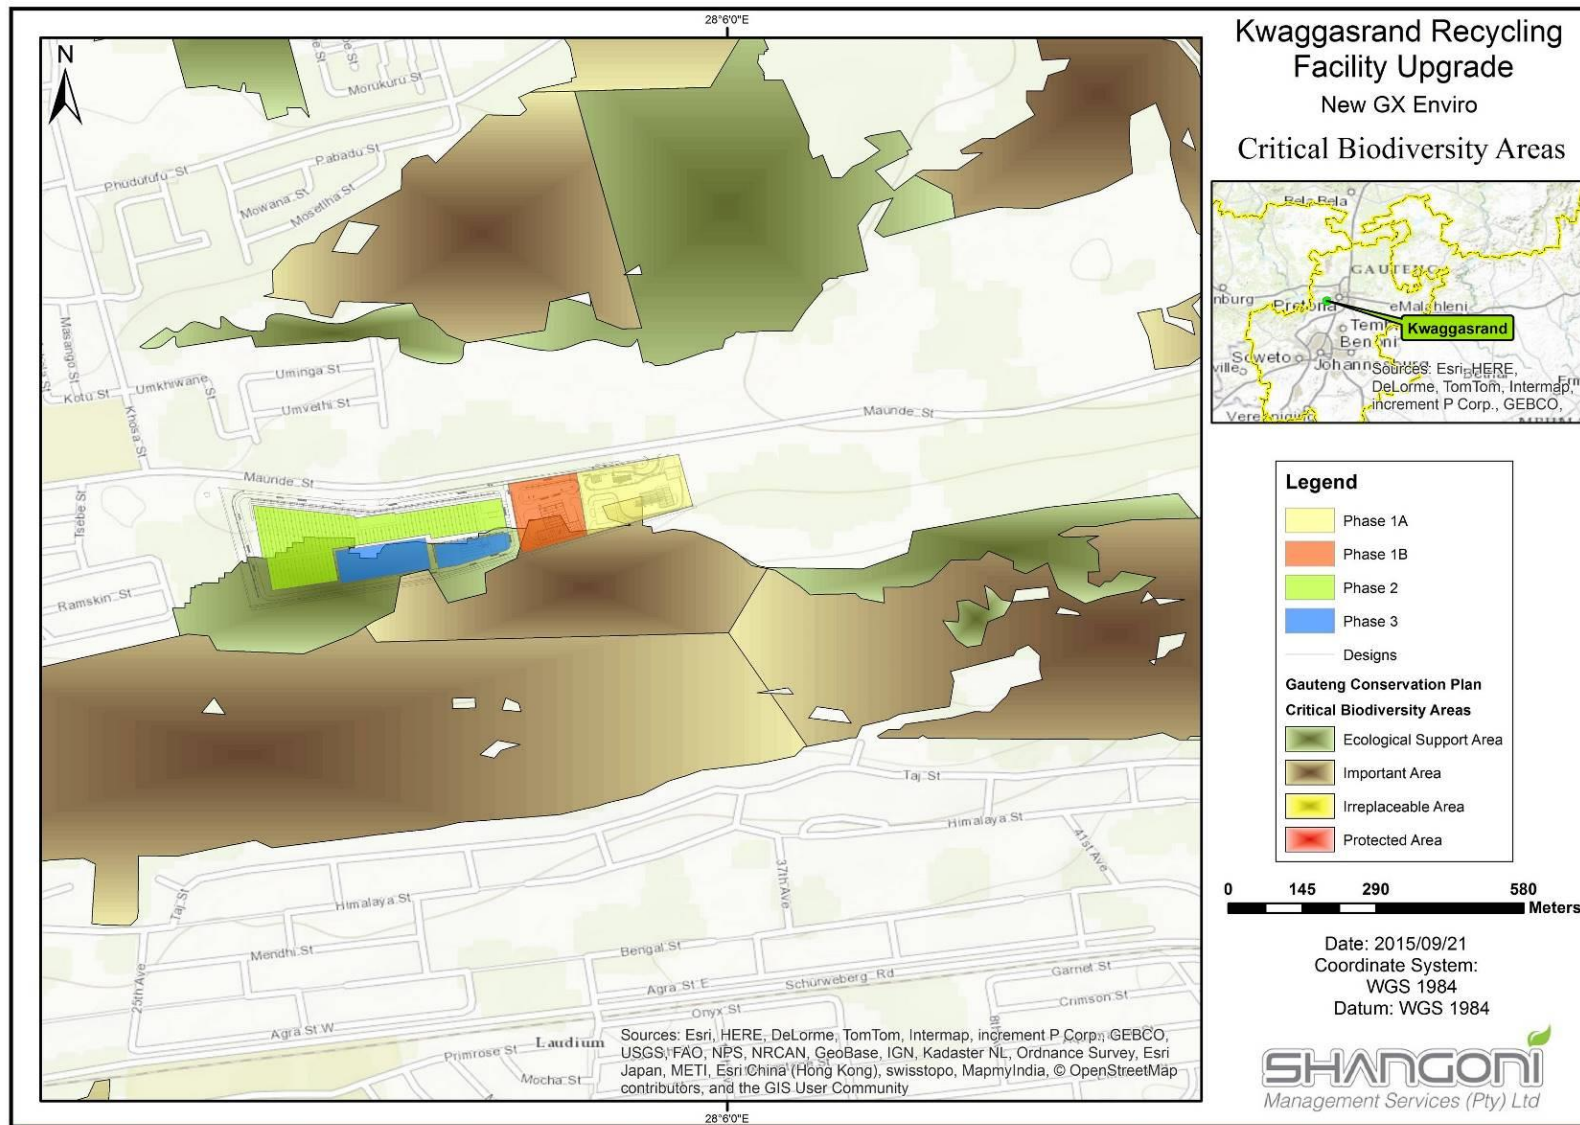 28°6'0"E
N
Morukuru St
Pabadu St
Phudufufu St
Mowana St
Mosetlha St
Masango St
Kotu St
Umkhiwane St
Uminga St
Umvethi St
Khosa St
Maunde St
Maunde St
Tsebe St
Ramskin St
Taj St
Himalaya St
41st Ave
37th Ave
Taj St
Himalaya St
Mendhi St
Bengal St
25th Ave
Agra St E
Schurweberg Rd
Garnet St
Crimson St
Onyx St
Agra St W
Laudium
Primrose St
Mocha St
Sources: Esri, HERE, DeLorme, TomTom, Intermap, increment P Corp., GEBCO,
USGS, FAO, NPS, NRCAN, GeoBase, IGN, Kadaster NL, Ordnance Survey, Esri
Japan, METI, Esri China (Hong Kong), swisstopo, MapmyIndia, © OpenStreetMap
contributors, and the GIS User Community
28°6'0"E
Kwaggasrand Recycling
Facility Upgrade
New GX Enviro
Critical Biodiversity Areas
Bela Bela
GAUTENG
Pretoria
eMalahleni
Kwaggasrand
Benoni
Soweto
Sources: Esri, HERE,
DeLorme, TomTom, Intermap,
increment P Corp., GEBCO,
Legend
Phase 1A
Phase 1B
Phase 2
Phase 3
Designs
Gauteng Conservation Plan
Critical Biodiversity Areas
Ecological Support Area
Important Area
Irreplaceable Area
Protected Area
0 145 290 580
Meters
Date: 2015/09/21
Coordinate System:
WGS 1984
Datum: WGS 1984
SHANGONI
Management Services (Pty) Ltd